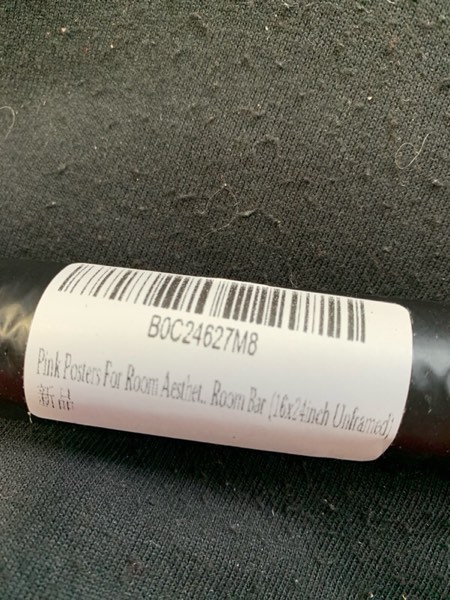 B0C24627M8
Pink Posters For Room Aesthet.. Room Bar (16x24inch Unframed)
新品